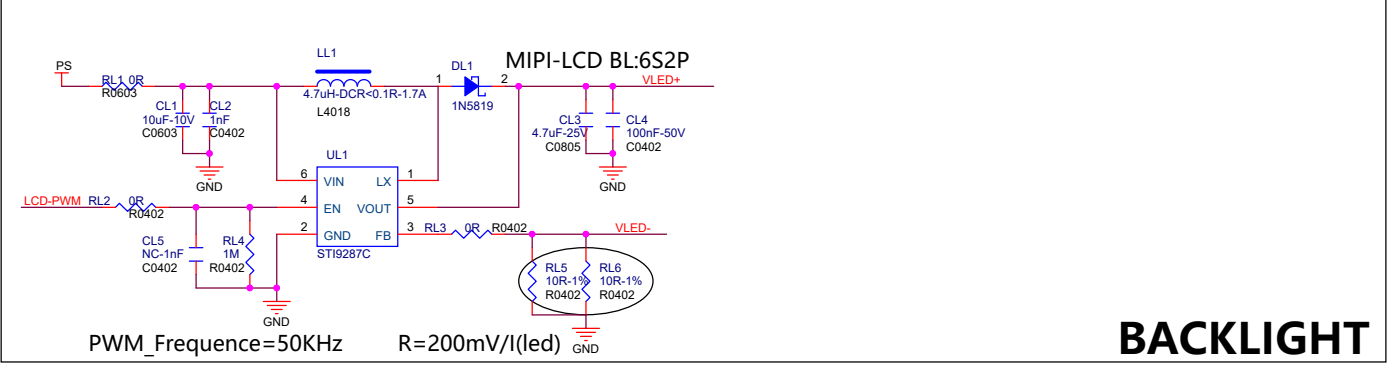 LL1
MIPI-LCD BL:6S2P
PS
DL1
RL1 0R
R0603
1
2
VLED+
4.7uH-DCR<0.1R-1.7A
1N5819
L4018
CL1
10uF-10V
C0603
CL2
1nF
C0402
CL3
4.7uF-25V
C0805
CL4
100nF-50V
C0402
GND
GND
UL1
6
VIN
LX
1
LCD-PWM
RL2
0R
R0402
4
EN
VOUT
5
2
GND
FB
3
RL3
0R
R0402
VLED-
STI9287C
CL5
NC-1nF
C0402
RL4
1M
R0402
RL5
10R-1%
R0402
RL6
10R-1%
R0402
GND
GND
PWM_Frequence=50KHz
R=200mV/I(led)
BACKLIGHT